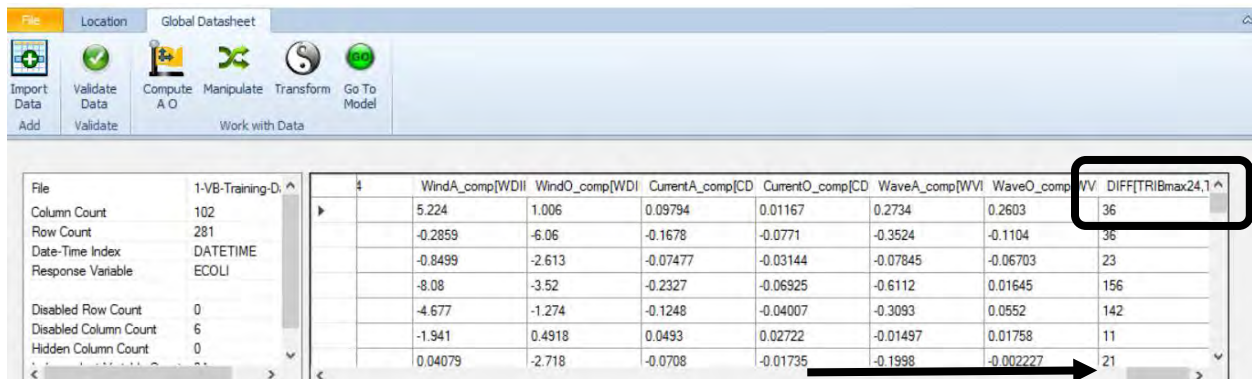 File Location Global Datasheet
GO
Import Data Validate Data Compute A O Manipulate Transform Go To Model
Add Validate Work with Data
File 1-VB-Training-D
Column Count 102
Row Count 281
Date-Time Index DATETIME
Response Variable ECOLI
Disabled Row Count 0
Disabled Column Count 6
Hidden Column Count 0
4 WindA_comp[WDI WindO_comp[WDI CurrentA_comp[CD CurrentO_comp[CD WaveA_comp[WVI WaveO_comp[WV DIFF[TRIBmax24,T
5.224 1.006 0.09794 0.01167 0.2734 0.2603 36
-0.2859 -6.06 -0.1678 -0.0771 -0.3524 -0.1104 36
-0.8499 -2.613 -0.07477 -0.03144 -0.07845 -0.06703 23
-8.08 -3.52 -0.2327 -0.06925 -0.6112 0.01645 156
-4.677 -1.274 -0.1248 -0.04007 -0.3093 0.0552 142
-1.941 0.4918 0.0493 0.02722 -0.01497 0.01758 11
0.04079 -2.718 -0.0708 -0.01735 -0.1998 -0.002227 21